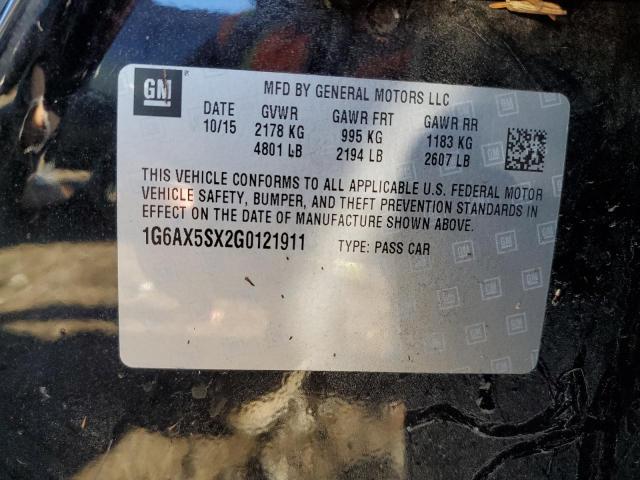 GM
MFD BY GENERAL MOTORS LLC
DATE GVWR GAWR FRT GAWR RR
10/15 2178 KG 995 KG 1183 KG
4801 LB 2194 LB 2607 LB
THIS VEHICLE CONFORMS TO ALL APPLICABLE U.S. FEDERAL MOTOR
VEHICLE SAFETY, BUMPER, AND THEFT PREVENTION STANDARDS IN
EFFECT ON THE DATE OF MANUFACTURE SHOWN ABOVE.
1G6AX5SX2G0121911 TYPE: PASS CAR